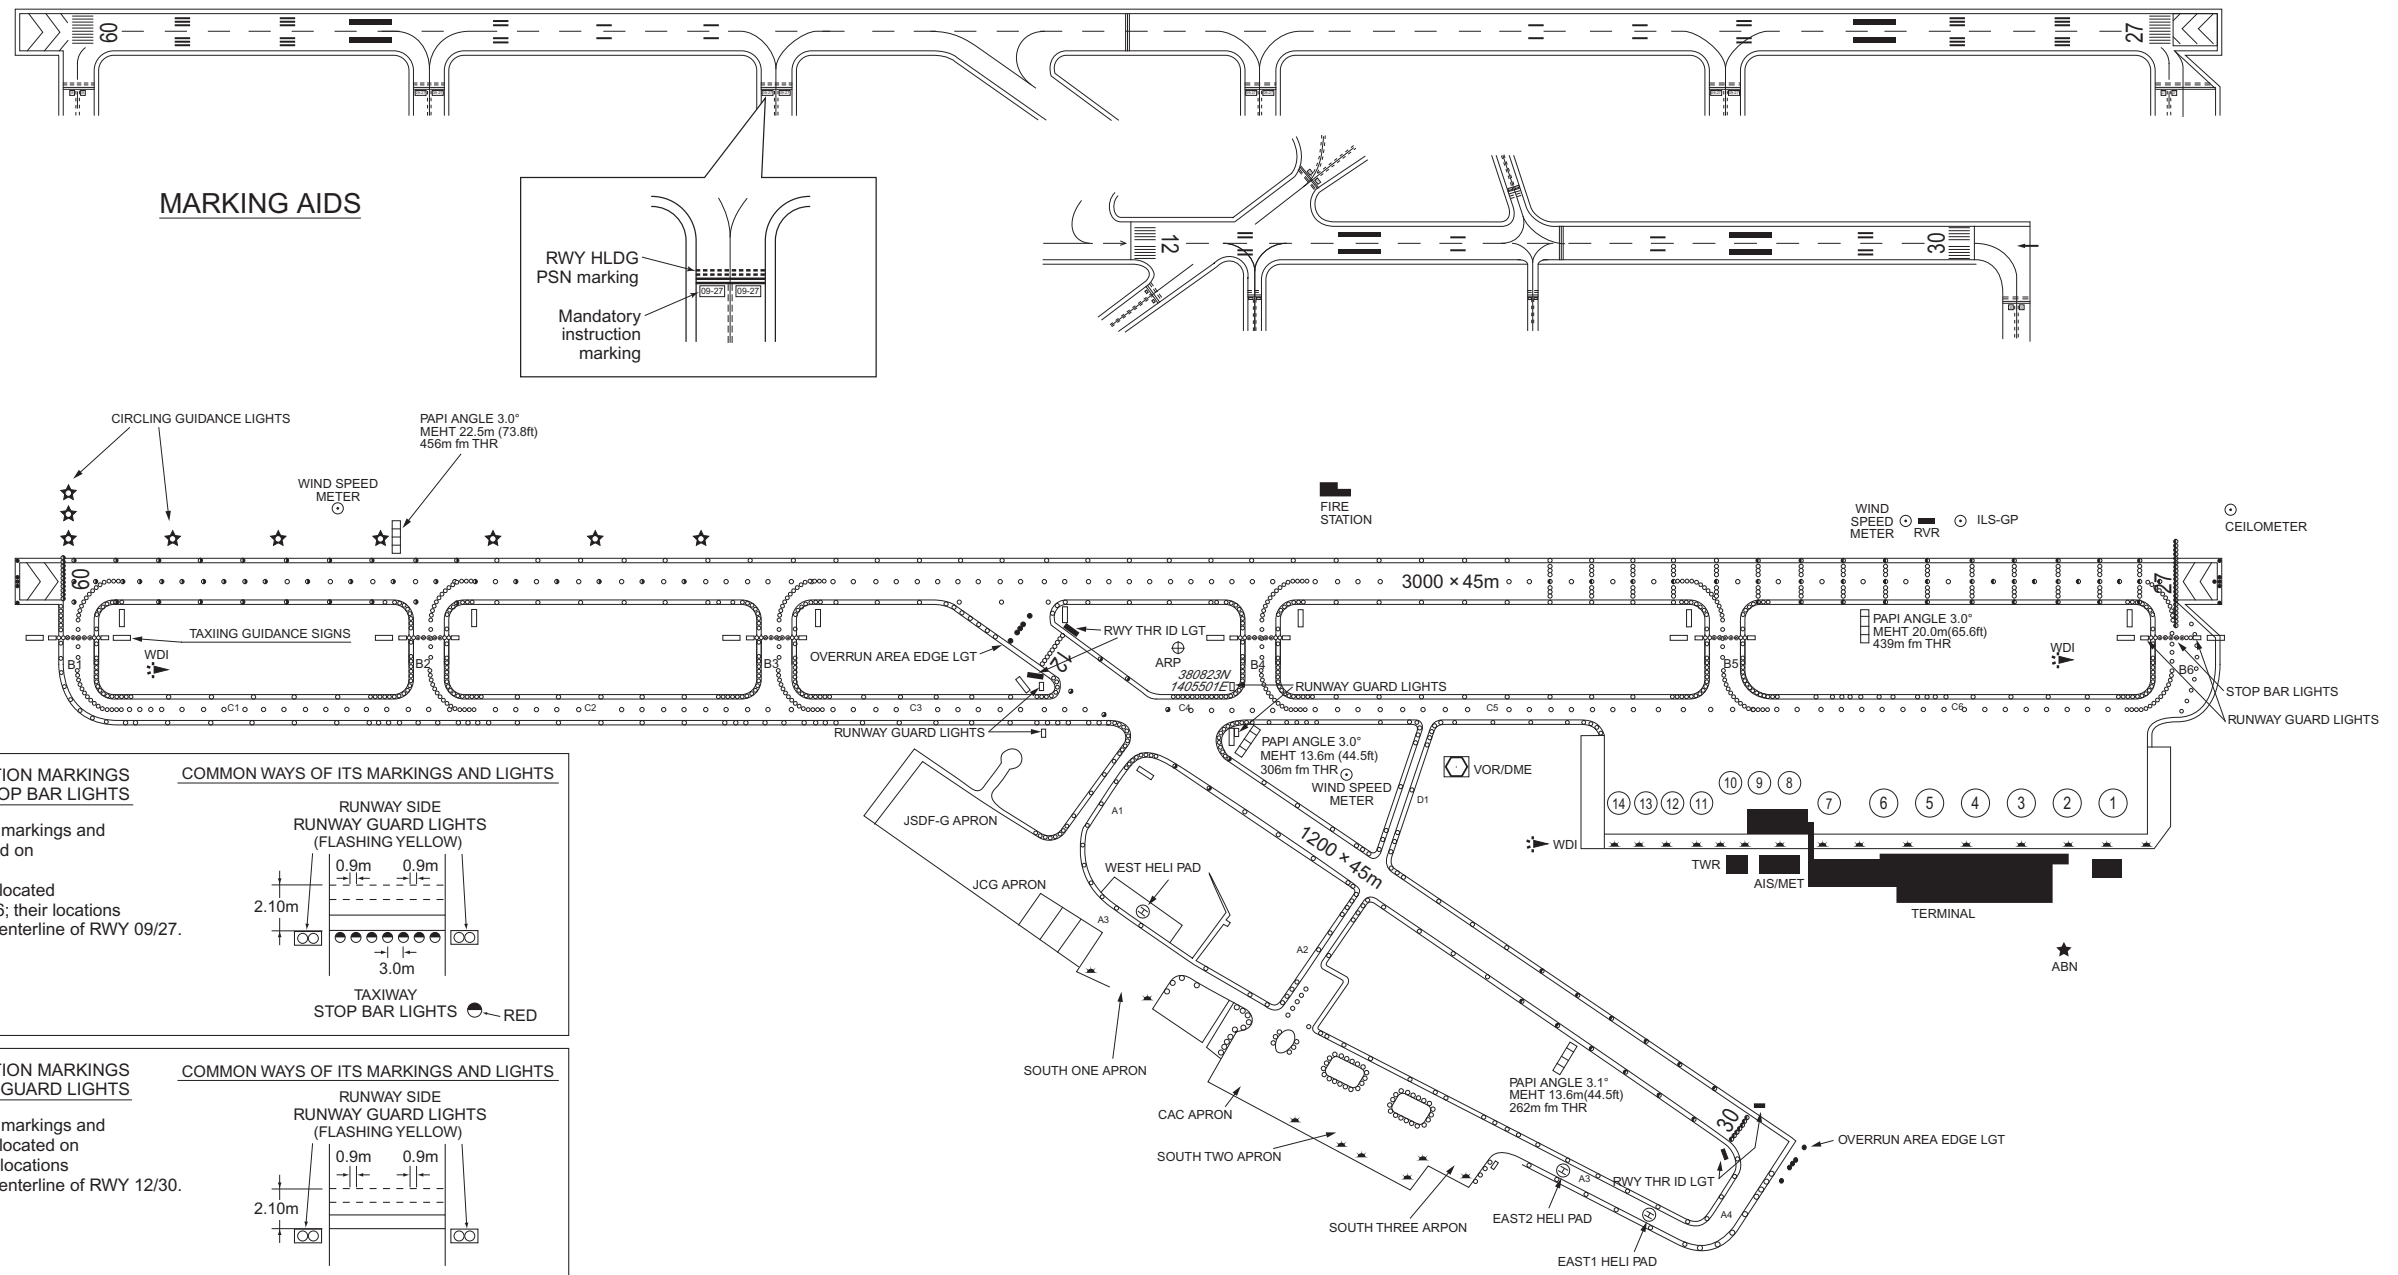 09
27
MARKING AIDS
RWY HLDG
PSN marking
09-27
09-27
Mandatory
instruction
marking
12
30
CIRCLING GUIDANCE LIGHTS
PAPI ANGLE 3.0°
MEHT 22.5m (73.8ft)
456m fm THR
WIND SPEED
METER
FIRE
STATION
WIND
SPEED
METER
RVR
ILS-GP
CEILOMETER
09
3000 × 45m
27
TAXIING GUIDANCE SIGNS
WDI
B1
B2
B3
OVERRUN AREA EDGE LGT
RWY THR ID LGT
12
ARP
380823N
1405501E
B4
RUNWAY GUARD LIGHTS
B5
PAPI ANGLE 3.0°
MEHT 20.0m(65.6ft)
439m fm THR
WDI
B6
STOP BAR LIGHTS
RUNWAY GUARD LIGHTS
C1
C2
C3
C4
C5
C6
RUNWAY GUARD LIGHTS
PAPI ANGLE 3.0°
MEHT 13.6m (44.5ft)
306m fm THR
WIND SPEED
METER
VOR/DME
D1
14
13
12
11
10
9
8
7
6
5
4
3
2
1
WDI
TWR
AIS/MET
TERMINAL
ABN
JSDF-G APRON
A1
1200 × 45m
WEST HELI PAD
JCG APRON
A3
A2
SOUTH ONE APRON
CAC APRON
SOUTH TWO APRON
SOUTH THREE ARPON
PAPI ANGLE 3.1°
MEHT 13.6m(44.5ft)
262m fm THR
30
OVERRUN AREA EDGE LGT
RWY THR ID LGT
A3
A4
EAST2 HELI PAD
EAST1 HELI PAD
TION MARKINGS
OP BAR LIGHTS
markings and
d on
located
6; their locations
enterline of RWY 09/27.
COMMON WAYS OF ITS MARKINGS AND LIGHTS
RUNWAY SIDE
RUNWAY GUARD LIGHTS
(FLASHING YELLOW)
0.9m
0.9m
2.10m
3.0m
TAXIWAY
STOP BAR LIGHTS
RED
TION MARKINGS
GUARD LIGHTS
markings and
located on
locations
enterline of RWY 12/30.
COMMON WAYS OF ITS MARKINGS AND LIGHTS
RUNWAY SIDE
RUNWAY GUARD LIGHTS
(FLASHING YELLOW)
0.9m
0.9m
2.10m